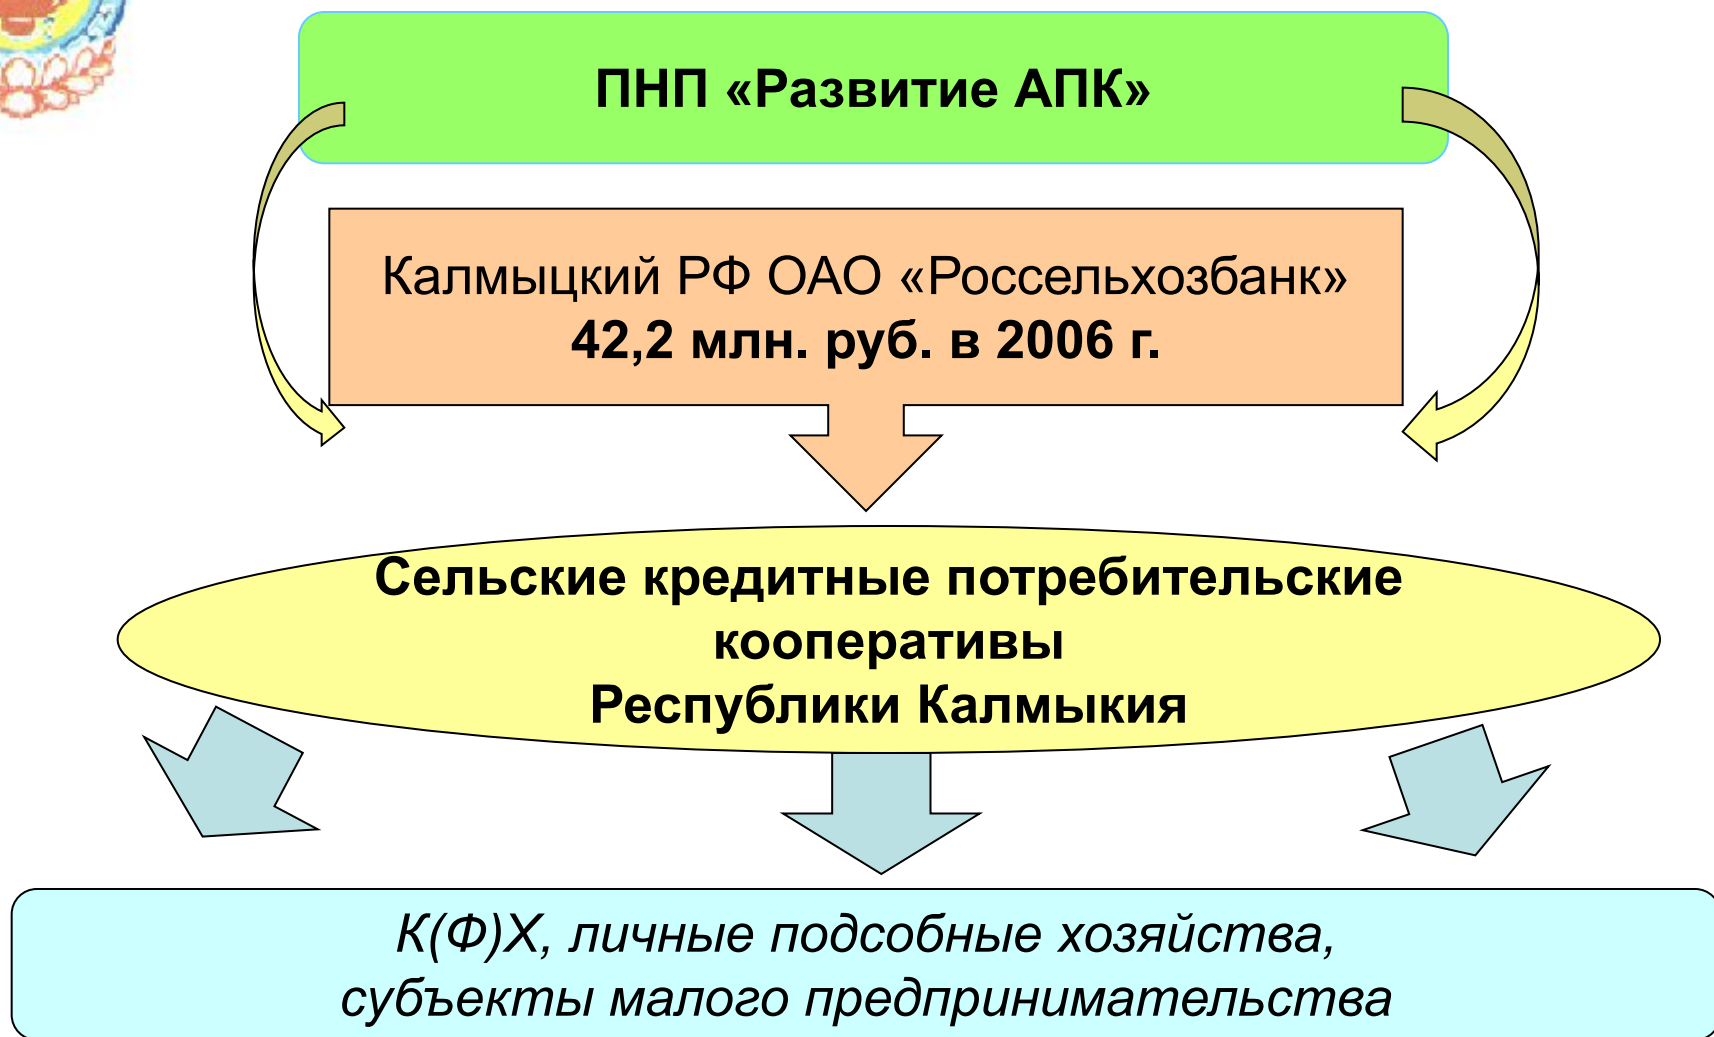 ПНП «Развитие АПК»
Калмыцкий РФ ОАО «Россельхозбанк»
42,2 млн. руб. в 2006 г.
Сельские кредитные потребительские
кооперативы
Республики Калмыкия
К(Ф)Х, личные подсобные хозяйства,
субъекты малого предпринимательства